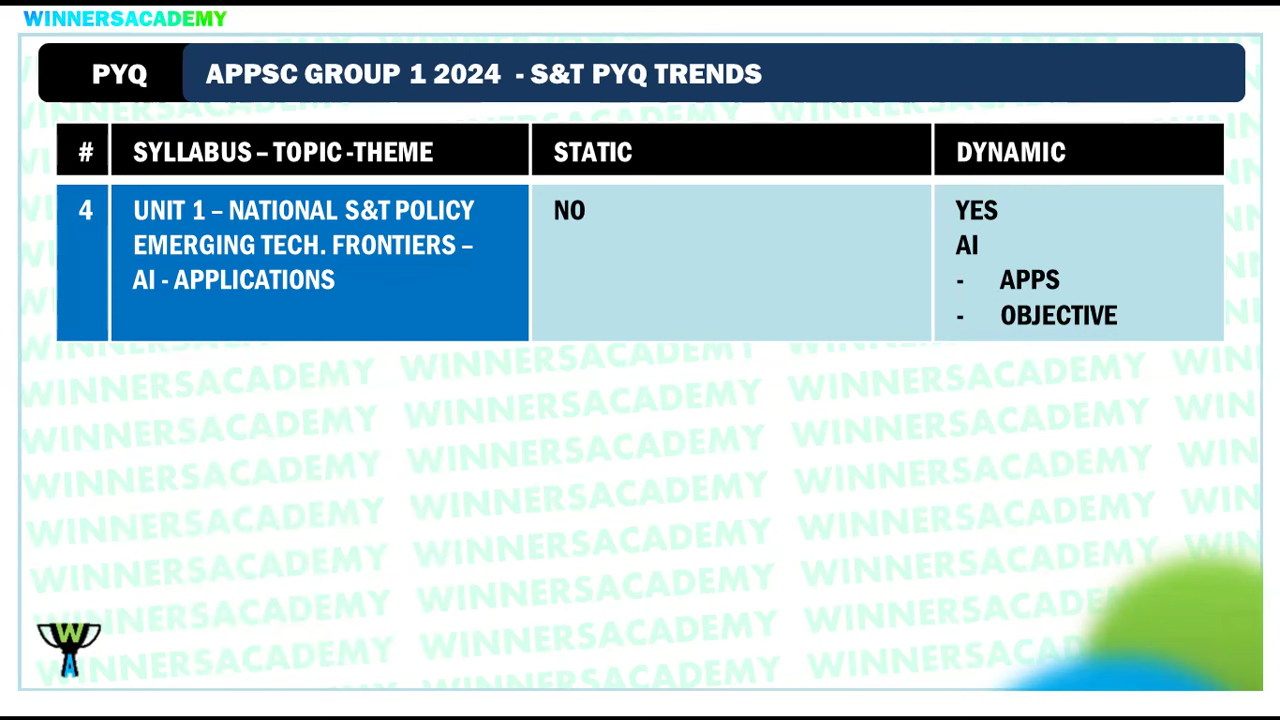 WINNERSACADEMY
PYQ APPSC GROUP 1 2024 - S&T PYQ TRENDS
# SYLLABUS – TOPIC -THEME STATIC DYNAMIC
4 UNIT 1 – NATIONAL S&T POLICY NO YES
EMERGING TECH. FRONTIERS – AI
AI - APPLICATIONS - APPS
- OBJECTIVE
WA